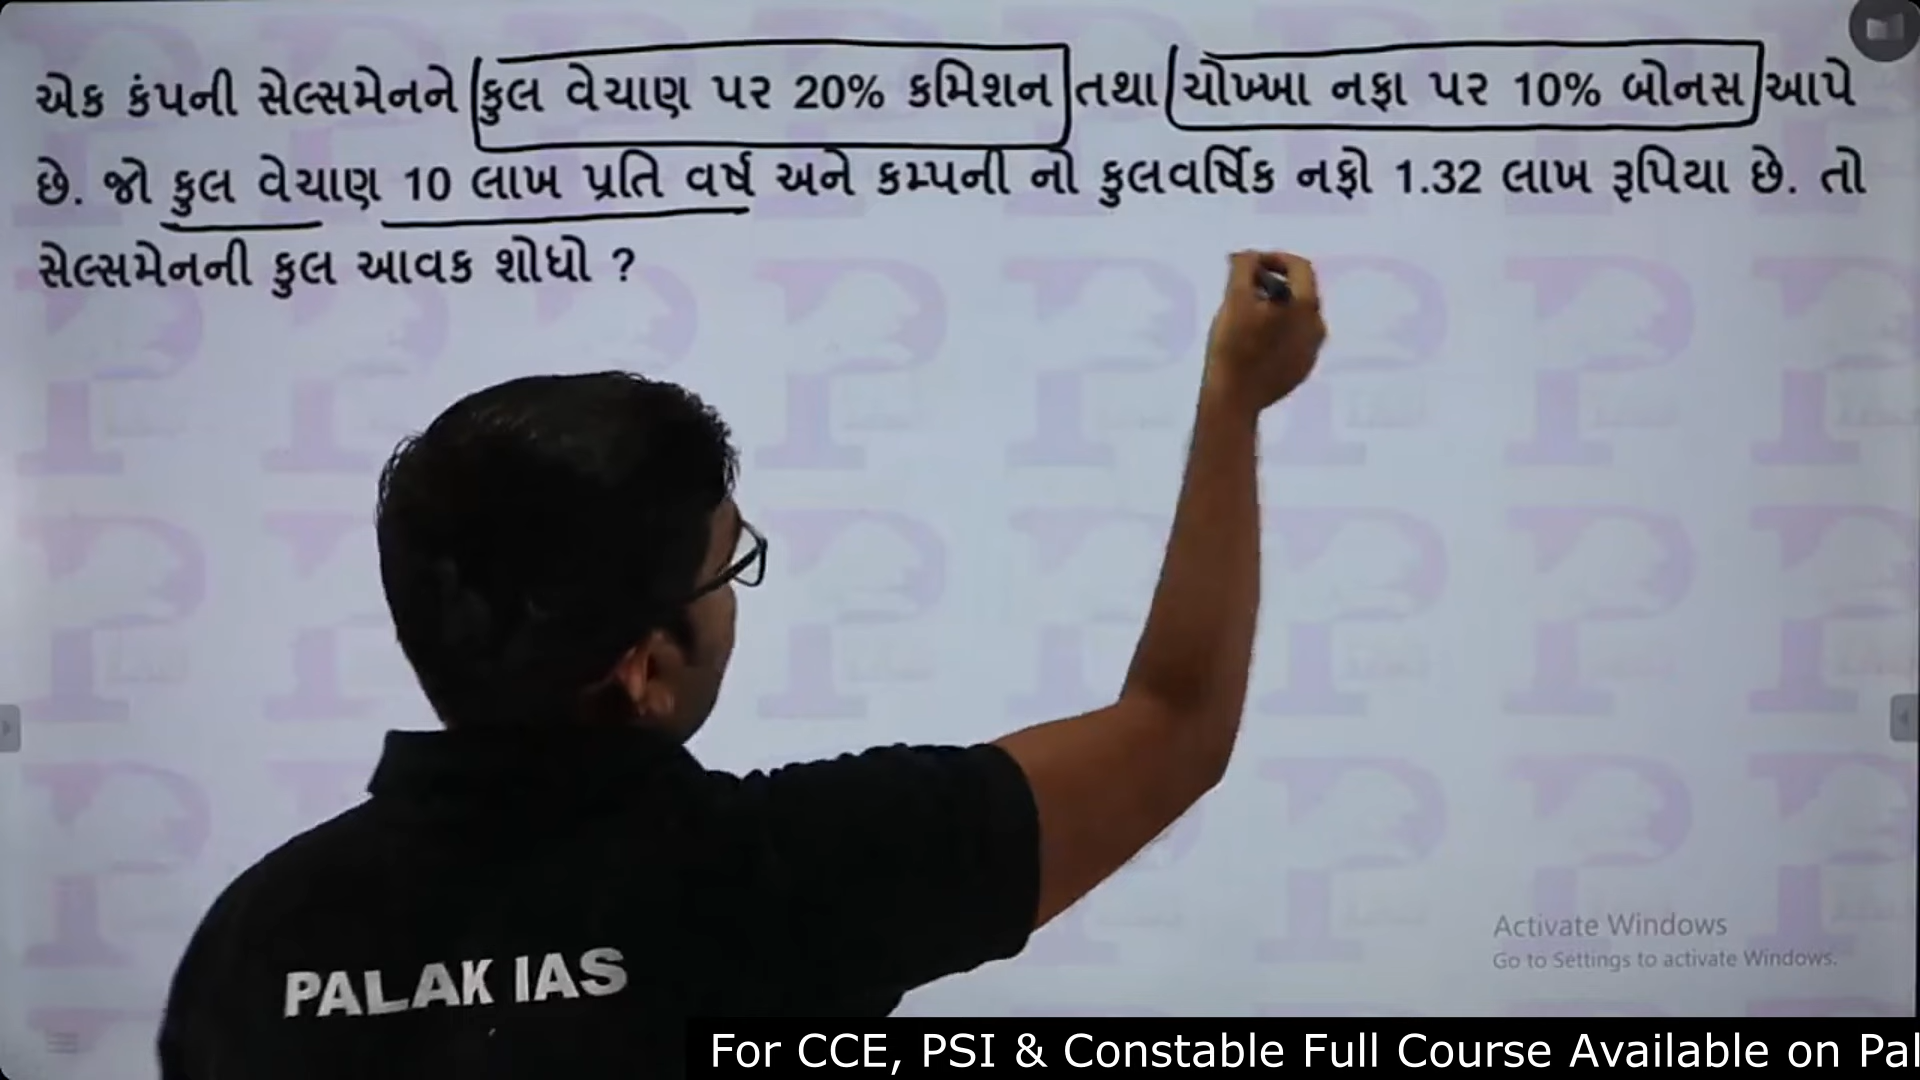 એક કંપની સેલ્સમેનને કુલ વેચાણ પર 20% કમિશન તથા ચોખ્ખા નફા પર 10% બોનસ આપે
છે. જો કુલ વેચાણ 10 લાખ પ્રતિ વર્ષ અને કમ્પની નો કુલવર્ષિક નફો 1.32 લાખ રૂપિયા છે. તો
સેલ્સમેનની કુલ આવક શોધો ?
PALAK IAS
Activate Windows
Go to Settings to activate Windows.
For CCE, PSI & Constable Full Course Available on Pal